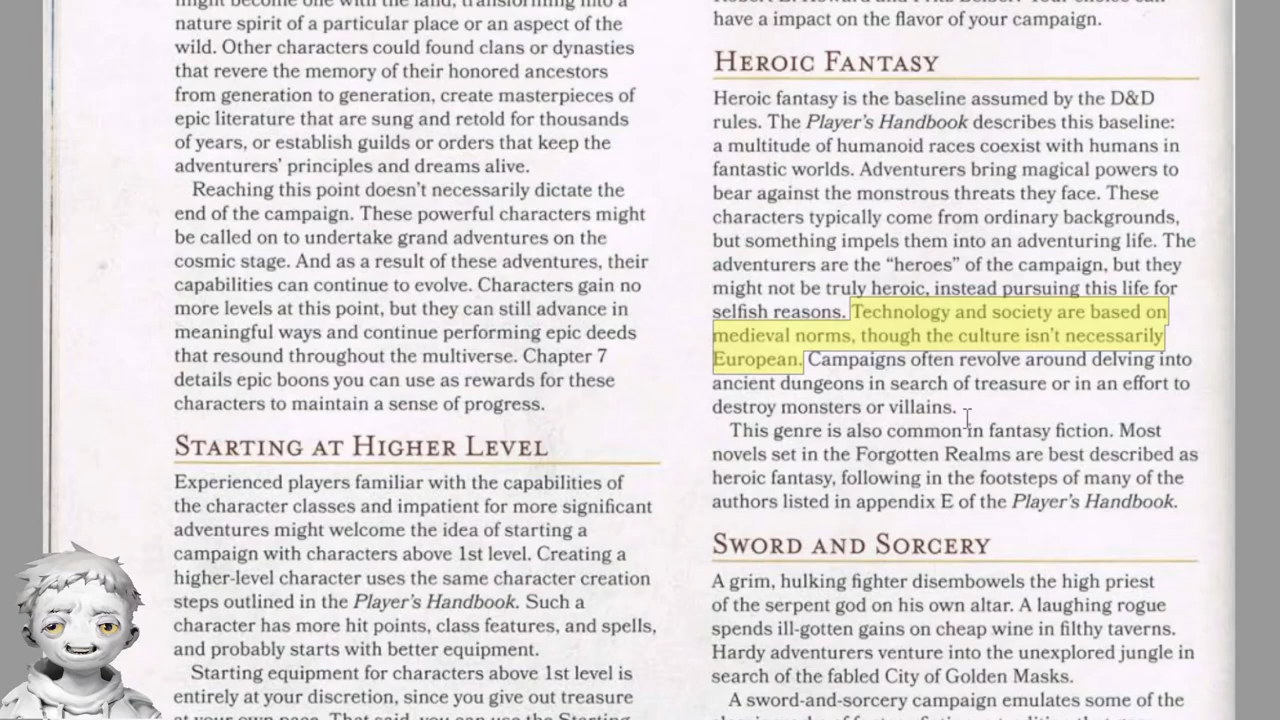 might become one with the land, transforming into a
nature spirit of a particular place or an aspect of the
wild. Other characters could found clans or dynasties
that revere the memory of their honored ancestors
from generation to generation, create masterpieces of
epic literature that are sung and retold for thousands
of years, or establish guilds or orders that keep the
adventurers' principles and dreams alive.
Reaching this point doesn't necessarily dictate the
end of the campaign. These powerful characters might
be called on to undertake grand adventures on the
cosmic stage. And as a result of these adventures, their
capabilities can continue to evolve. Characters gain no
more levels at this point, but they can still advance in
meaningful ways and continue performing epic deeds
that resound throughout the multiverse. Chapter 7
details epic boons you can use as rewards for these
characters to maintain a sense of progress.
STARTING AT HIGHER LEVEL
Experienced players familiar with the capabilities of
the character classes and impatient for more significant
adventures might welcome the idea of starting a
campaign with characters above 1st level. Creating a
higher-level character uses the same character creation
steps outlined in the Player's Handbook. Such a
character has more hit points, class features, and spells,
and probably starts with better equipment.
Starting equipment for characters above 1st level is
entirely at your discretion, since you give out treasure
at your own pace. That said, you can use the Starting
have a impact on the flavor of your campaign.
HEROIC FANTASY
Heroic fantasy is the baseline assumed by the D&D
rules. The Player's Handbook describes this baseline:
a multitude of humanoid races coexist with humans in
fantastic worlds. Adventurers bring magical powers to
bear against the monstrous threats they face. These
characters typically come from ordinary backgrounds,
but something impels them into an adventuring life. The
adventurers are the “heroes” of the campaign, but they
might not be truly heroic, instead pursuing this life for
selfish reasons. Technology and society are based on
medieval norms, though the culture isn't necessarily
European. Campaigns often revolve around delving into
ancient dungeons in search of treasure or in an effort to
destroy monsters or villains.
This genre is also common in fantasy fiction. Most
novels set in the Forgotten Realms are best described as
heroic fantasy, following in the footsteps of many of the
authors listed in appendix E of the Player's Handbook.
SWORD AND SORCERY
A grim, hulking fighter disembowels the high priest
of the serpent god on his own altar. A laughing rogue
spends ill-gotten gains on cheap wine in filthy taverns.
Hardy adventurers venture into the unexplored jungle in
search of the fabled City of Golden Masks.
A sword-and-sorcery campaign emulates some of the